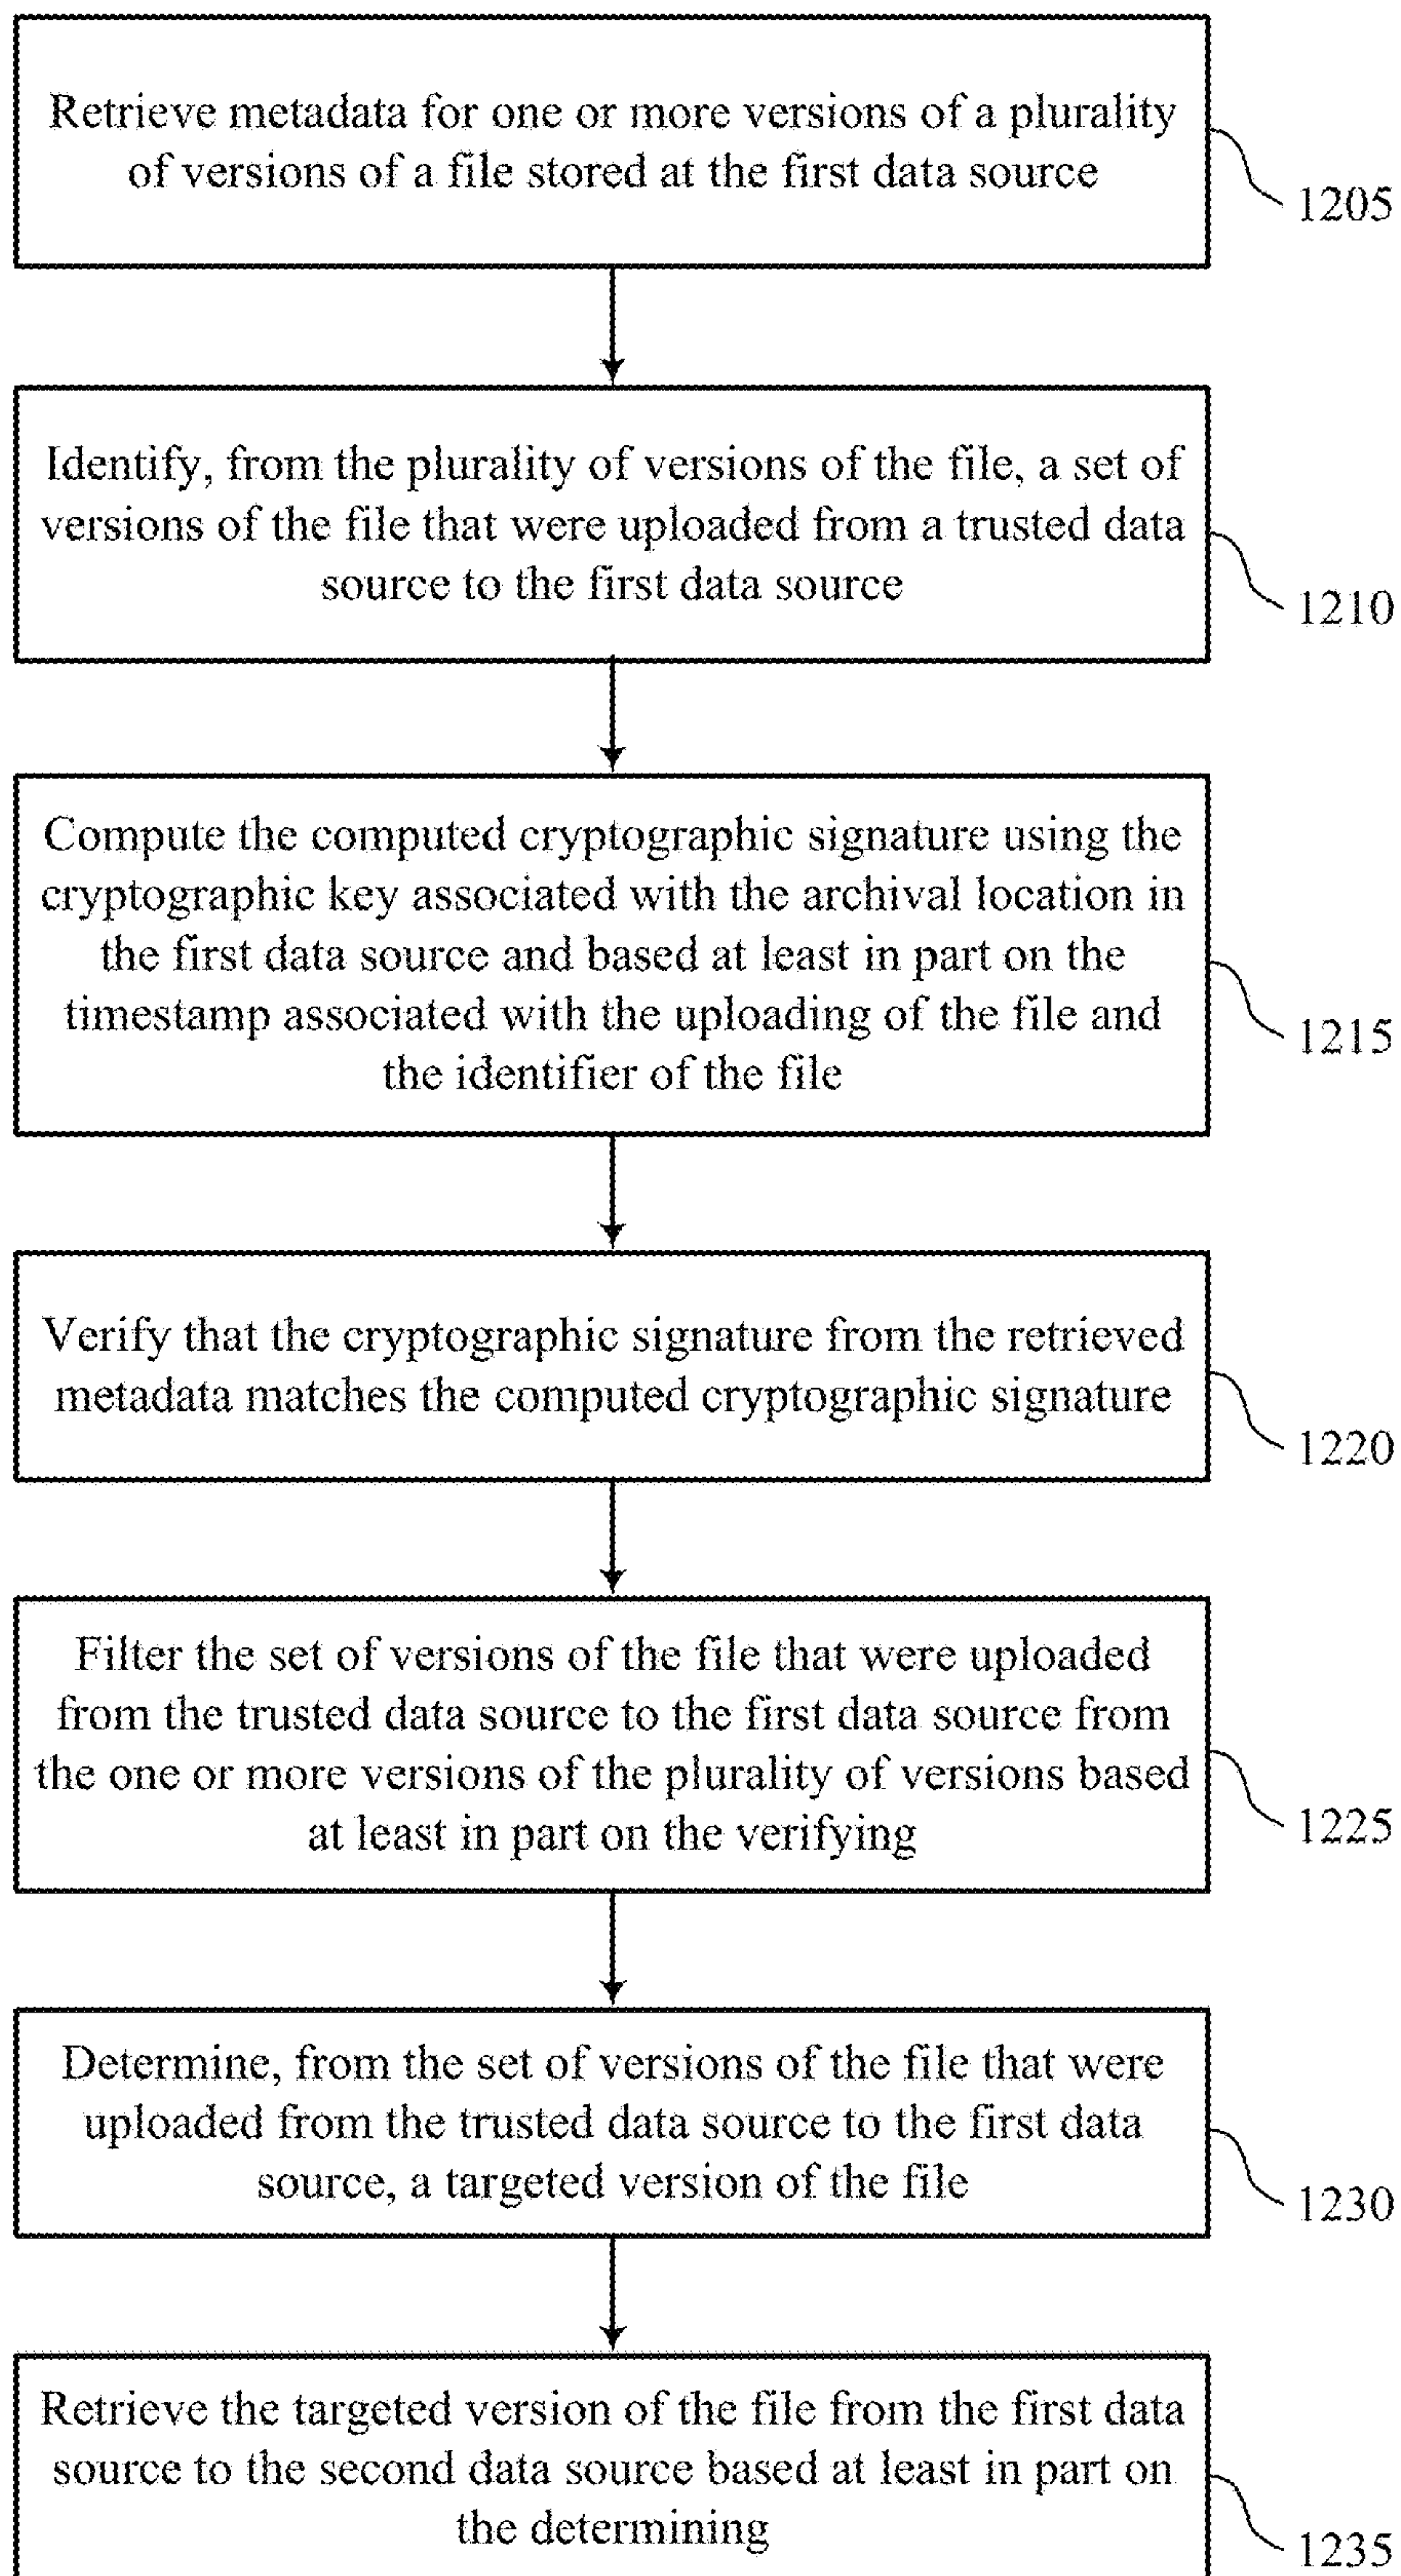 Retrieve metadata for one or more versions of a plurality
of versions of a file stored at the first data source
1205
Identify, from the plurality of versions of the file, a set of
versions of the file that were uploaded from a trusted data
source to the first data source
1210
Compute the computed cryptographic signature using the
cryptographic key associated with the archival location in
the first data source and based at least in part on the
timestamp associated with the uploading of the file and
the identifier of the file
1215
Verify that the cryptographic signature from the retrieved
metadata matches the computed cryptographic signature
1220
Filter the set of versions of the file that were uploaded
from the trusted data source to the first data source from
the one or more versions of the plurality of versions based
at least in part on the verifying
1225
Determine, from the set of versions of the file that were
uploaded from the trusted data source to the first data
source, a targeted version of the file
1230
Retrieve the targeted version of the file from the first data
source to the second data source based at least in part on
the determining
1235